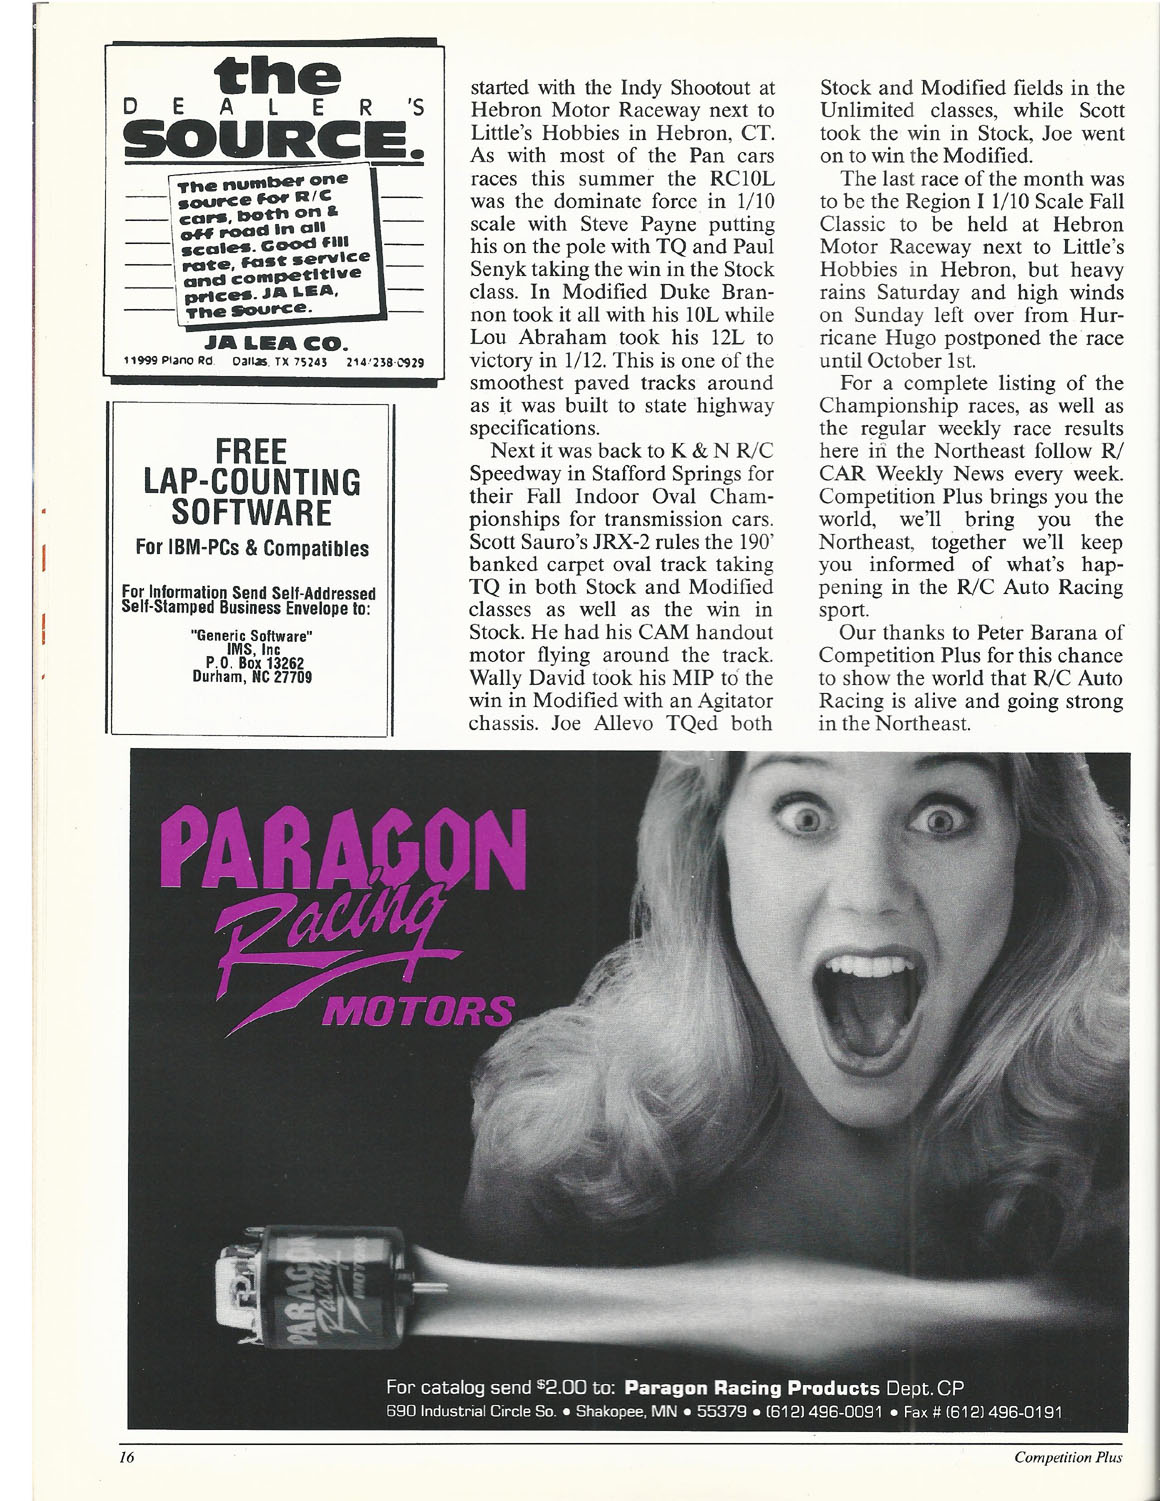 the
DEALER'S
SOURCE.
The number one
source for R/C
cars, both on &
off road in all
scales. Good fill
rate, fast service
and competitive
prices. JA LEA,
The Source.
JA LEA CO.
11999 Plano Rd. Dallas, TX 75243 214/238-0929
FREE
LAP-COUNTING
SOFTWARE
For IBM-PCs & Compatibles
For Information Send Self-Addressed
Self-Stamped Business Envelope to:
"Generic Software"
IMS, Inc
P.O. Box 13262
Durham, NC 27709
started with the Indy Shootout at
Hebron Motor Raceway next to
Little's Hobbies in Hebron, CT.
As with most of the Pan cars
races this summer the RC10L
was the dominate force in 1/10
scale with Steve Payne putting
his on the pole with TQ and Paul
Senyk taking the win in the Stock
class. In Modified Duke Bran-
non took it all with his 10L while
Lou Abraham took his 12L to
victory in 1/12. This is one of the
smoothest paved tracks around
as it was built to state highway
specifications.
Next it was back to K & N R/C
Speedway in Stafford Springs for
their Fall Indoor Oval Cham-
pionships for transmission cars.
Scott Sauro's JRX-2 rules the 190'
banked carpet oval track taking
TQ in both Stock and Modified
classes as well as the win in
Stock. He had his CAM handout
motor flying around the track.
Wally David took his MIP to the
win in Modified with an Agitator
chassis. Joe Allevo TQed both
Stock and Modified fields in the
Unlimited classes, while Scott
took the win in Stock, Joe went
on to win the Modified.
The last race of the month was
to be the Region I 1/10 Scale Fall
Classic to be held at Hebron
Motor Raceway next to Little's
Hobbies in Hebron, but heavy
rains Saturday and high winds
on Sunday left over from Hur-
ricane Hugo postponed the race
until October 1st.
For a complete listing of the
Championship races, as well as
the regular weekly race results
here in the Northeast follow R/
CAR Weekly News every week.
Competition Plus brings you the
world, we'll bring you the
Northeast, together we'll keep
you informed of what's hap-
pening in the R/C Auto Racing
sport.
Our thanks to Peter Barana of
Competition Plus for this chance
to show the world that R/C Auto
Racing is alive and going strong
in the Northeast.
PARAGON
Racing
MOTORS
PARAGON
Racing
MOTORS
For catalog send $2.00 to: Paragon Racing Products Dept. CP
690 Industrial Circle So. • Shakopee, MN • 55379 • (612) 496-0091 • Fax # (612) 496-0191
16
Competition Plus